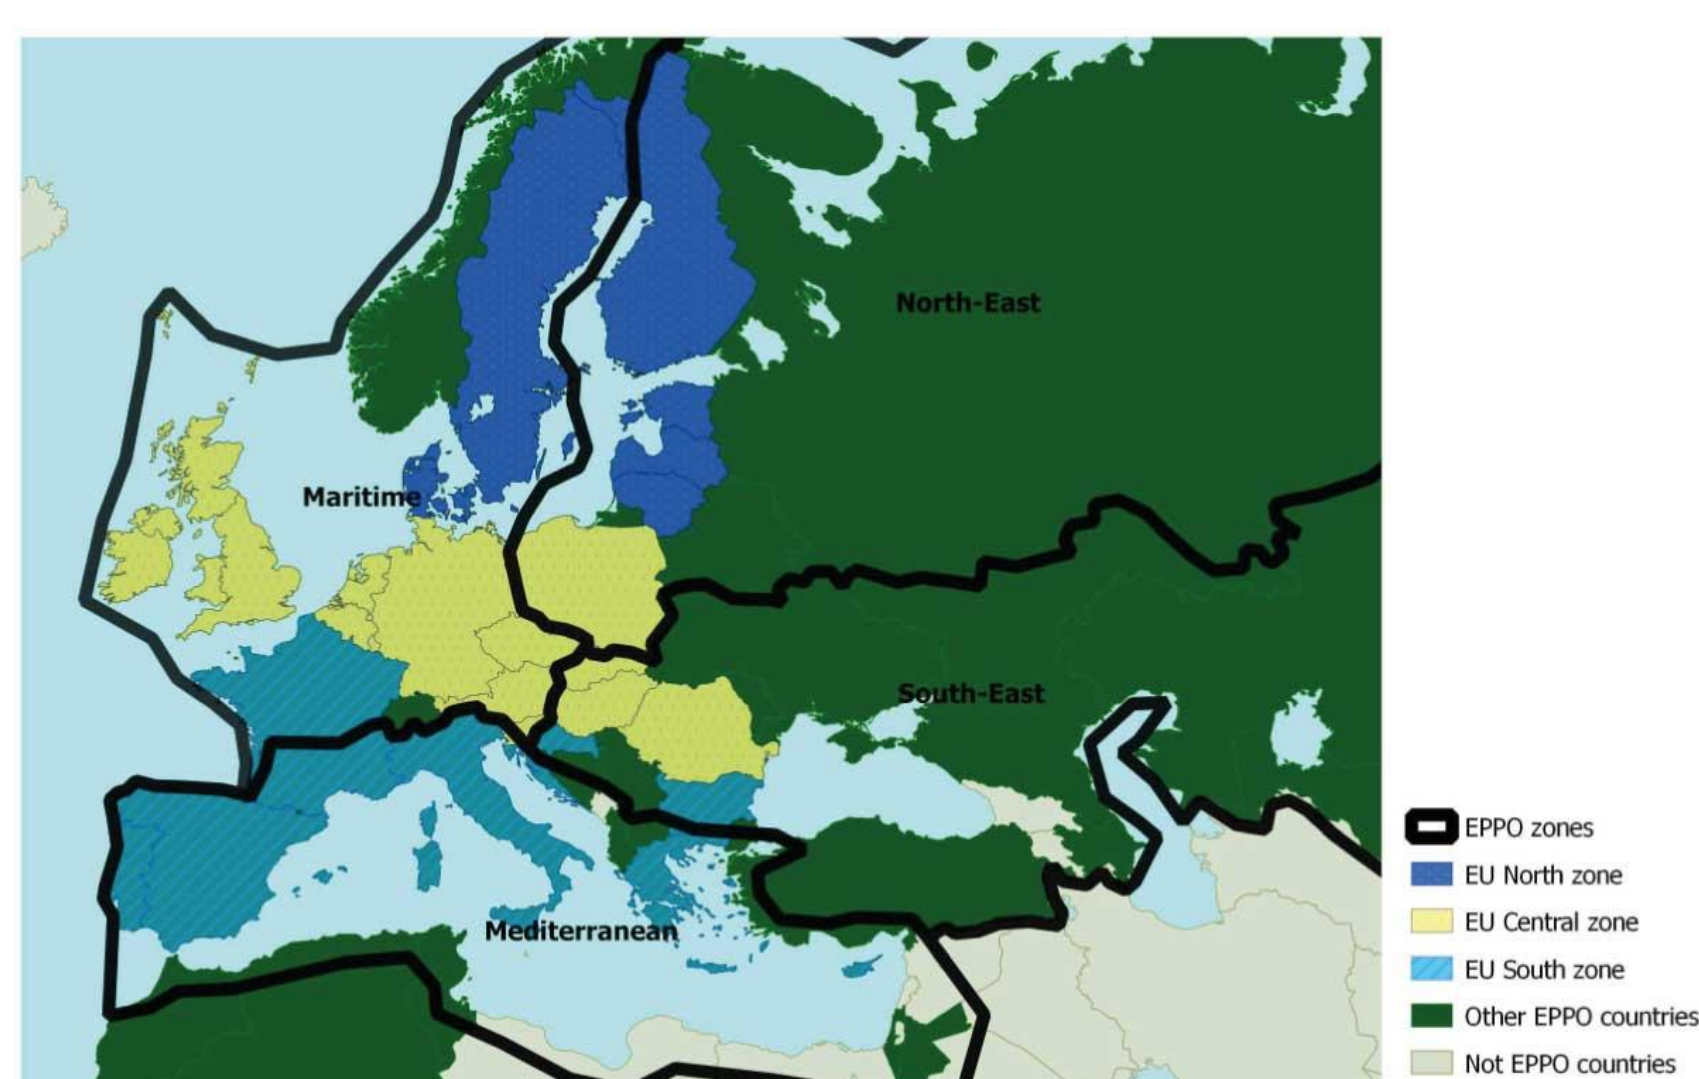 North-East
Maritime
South-East
Mediterranean
EPPO zones
EU North zone
EU Central zone
EU South zone
Other EPPO countries
Not EPPO countries